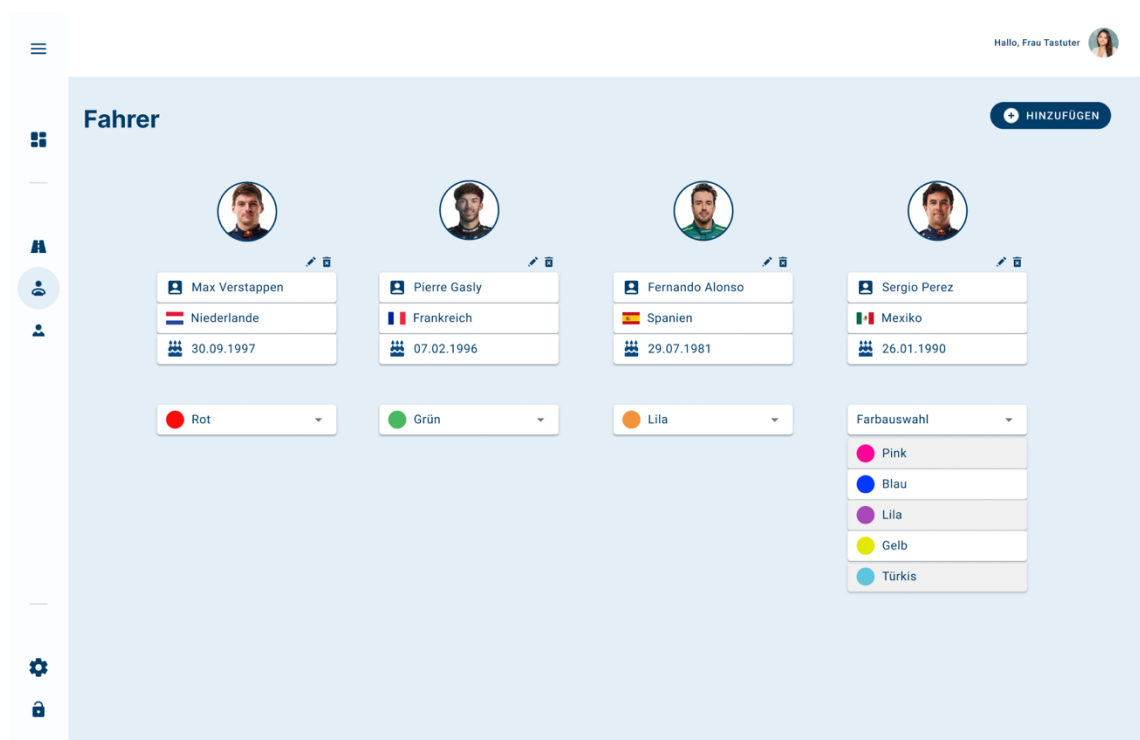 Hallo, Frau Tastuter
Fahrer
HINZUFÜGEN
Max Verstappen
Niederlande
30.09.1997
Rot
Pierre Gasly
Frankreich
07.02.1996
Grün
Fernando Alonso
Spanien
29.07.1981
Lila
Sergio Perez
Mexiko
26.01.1990
Farbauswahl
Pink
Blau
Lila
Gelb
Türkis